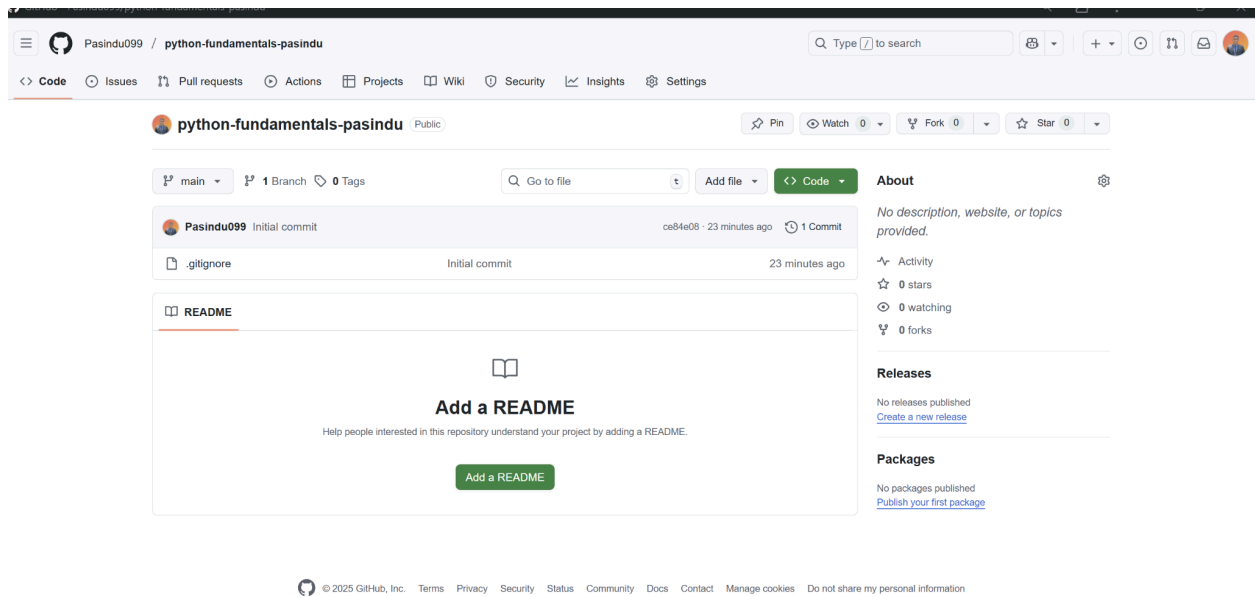 Pasindu099 / python-fundamentals-pasindu
Type / to search
Code Issues Pull requests Actions Projects Wiki Security Insights Settings
python-fundamentals-pasindu Public
Pin Watch 0 Fork 0 Star 0
main 1 Branch 0 Tags Go to file t Add file <> Code
Pasindu099 Initial commit ce84e08 · 23 minutes ago 1 Commit
.gitignore Initial commit 23 minutes ago
README
Add a README
Help people interested in this repository understand your project by adding a README.
Add a README
About
No description, website, or topics
provided.
Activity
0 stars
0 watching
0 forks
Releases
No releases published
Create a new release
Packages
No packages published
Publish your first package
© 2025 GitHub, Inc. Terms Privacy Security Status Community Docs Contact Manage cookies Do not share my personal information